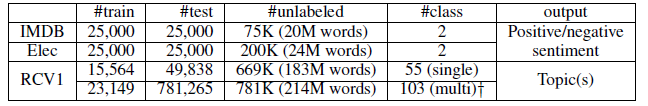 #train #test #unlabeled #class output
IMDB 25,000 25,000 75K (20M words) 2 Positive/negative
Elec 25,000 25,000 200K (24M words) 2 sentiment
RCV1 15,564 49,838 669K (183M words) 55 (single) Topic(s)
23,149 781,265 781K (214M words) 103 (multi)†